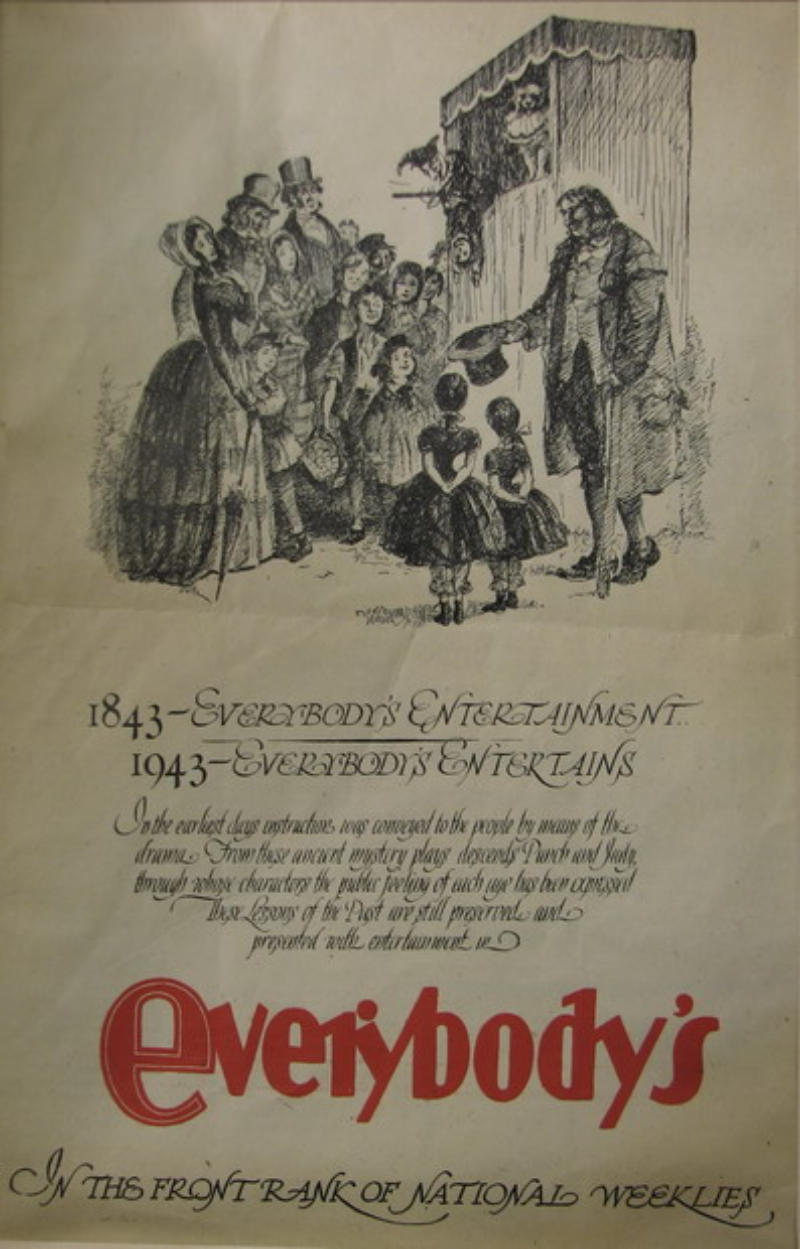 1843-EVERYBODY'S ENTERTAINMENT..
1943-EVERYBODY'S ENTERTAINS
In the earliest days instruction was conveyed to the people by means of the
drama. From these ancient mystery plays descends Punch and Judy,
through whose characters the public feeling of each age has been expressed
These Lessons of the Past are still preserved and
presented with entertainment in
everybody's
IN THE FRONT RANK OF NATIONAL WEEKLIES